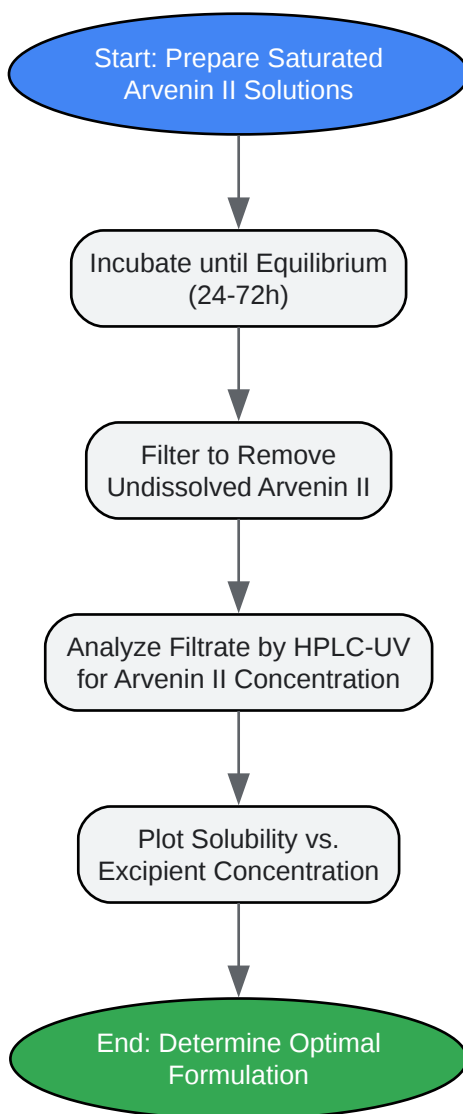 Start: Prepare Saturated
Arvenin II Solutions
Incubate until Equilibrium
(24-72h)
Filter to Remove
Undissolved Arvenin II
Analyze Filtrate by HPLC-UV
for Arvenin II Concentration
Plot Solubility vs.
Excipient Concentration
End: Determine Optimal
Formulation